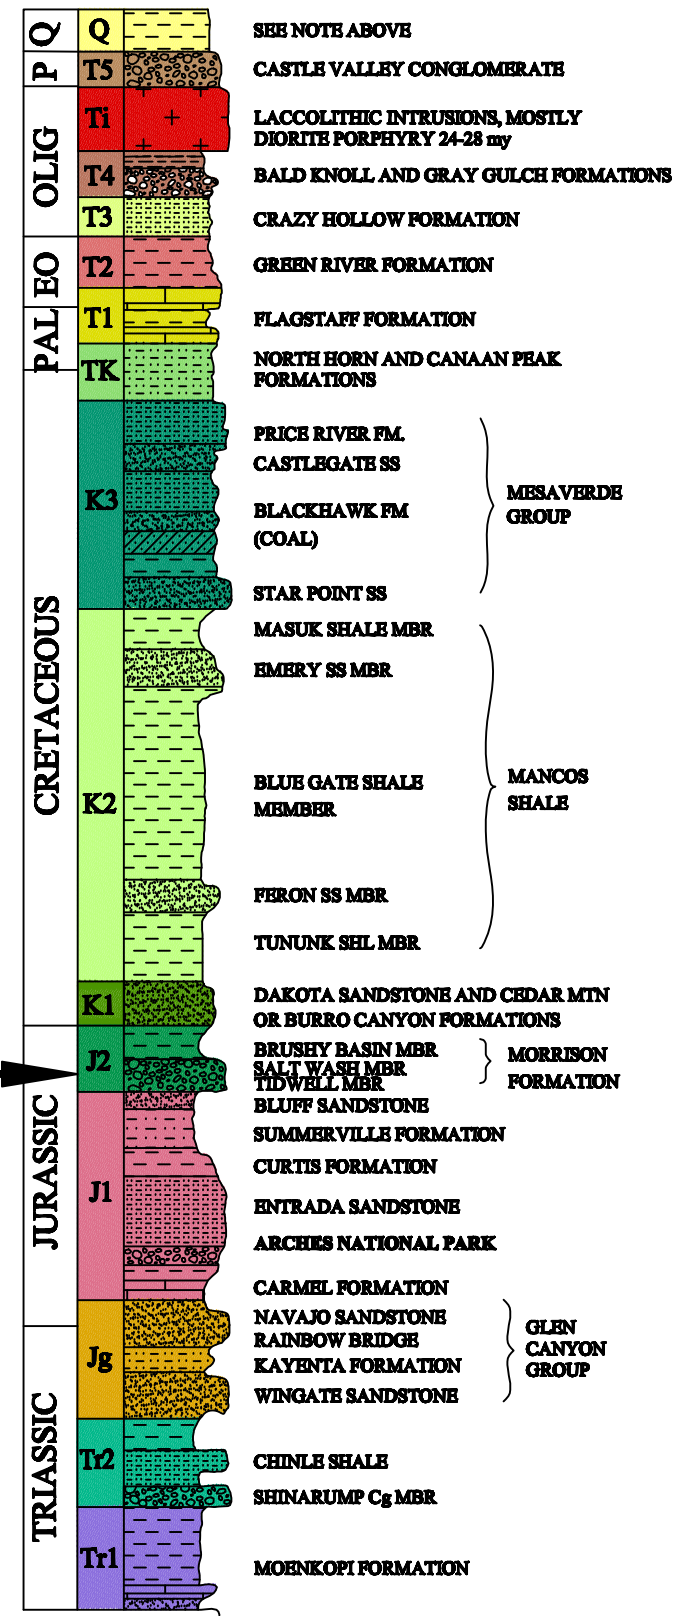 Q
Q
SEE NOTE ABOVE
P
T5
CASTLE VALLEY CONGLOMERATE
OLIG
Ti
LACCOLITHIC INTRUSIONS, MOSTLY
DIORITE PORPHYRY 24-28 my
T4
BALD KNOLL AND GRAY GULCH FORMATIONS
T3
CRAZY HOLLOW FORMATION
EO
T2
GREEN RIVER FORMATION
PAL
T1
FLAGSTAFF FORMATION
TK
NORTH HORN AND CANAAN PEAK
FORMATIONS
CRETACEOUS
K3
PRICE RIVER FM.
CASTLEGATE SS
BLACKHAWK FM
(COAL)
STAR POINT SS
MESAVERDE
GROUP
K2
MASUK SHALE MBR
EMERY SS MBR
BLUE GATE SHALE
MEMBER
FERON SS MBR
TUNUNK SHL MBR
MANCOS
SHALE
K1
DAKOTA SANDSTONE AND CEDAR MTN
OR BURRO CANYON FORMATIONS
JURASSIC
J2
BRUSHY BASIN MBR
SALT WASH MBR
TIDWELL MBR
MORRISON
FORMATION
J1
BLUFF SANDSTONE
SUMMERVILLE FORMATION
CURTIS FORMATION
ENTRADA SANDSTONE
ARCHES NATIONAL PARK
CARMEL FORMATION
Jg
NAVAJO SANDSTONE
RAINBOW BRIDGE
KAYENTA FORMATION
WINGATE SANDSTONE
GLEN
CANYON
GROUP
TRIASSIC
Tr2
CHINLE SHALE
SHINARUMP Cg MBR
Tr1
MOENKOPI FORMATION